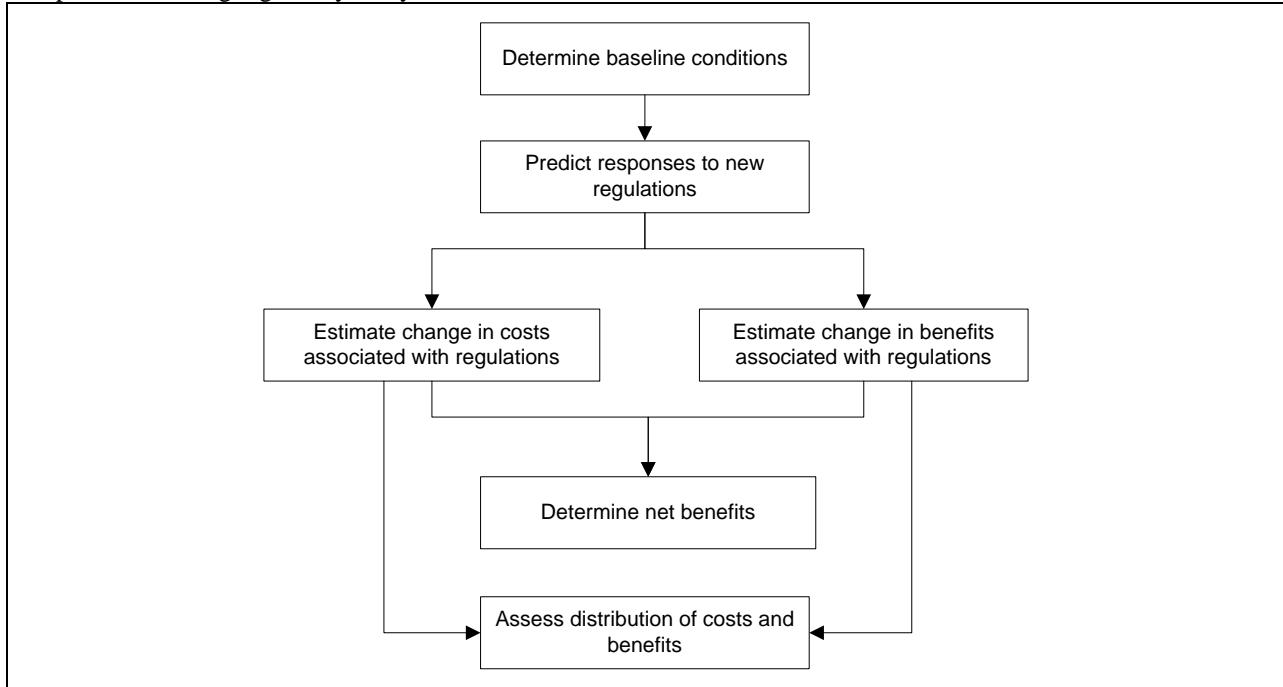 Determine baseline conditions
Predict responses to new
regulations
Estimate change in costs
associated with regulations
Estimate change in benefits
associated with regulations
Determine net benefits
Assess distribution of costs and
benefits